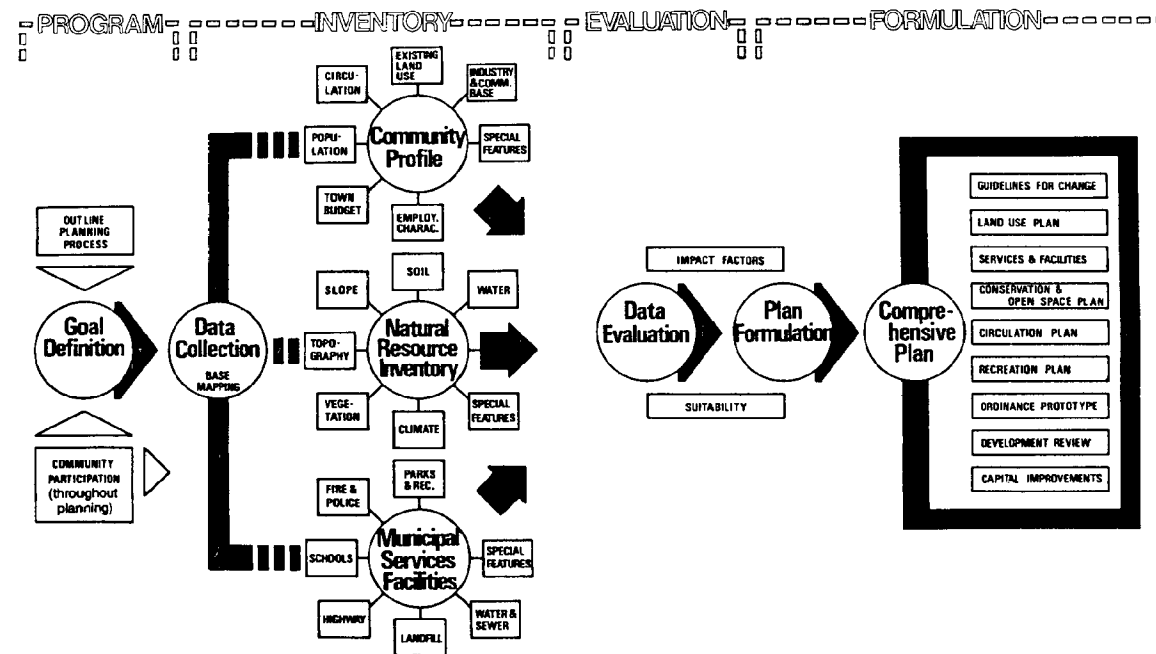 PROGRAM
INVENTORY
EVALUATION
FORMULATION
OUTLINE
PLANNING
PROCESS
Goal
Definition
COMMUNITY
PARTICIPATION
(throughout
planning)
Data
Collection
BASE
MAPPING
EXISTING
LAND
USE
CIRCU-
LATION
INDUSTRY
& COMM.
BASE
POPU-
LATION
Community
Profile
SPECIAL
FEATURES
TOWN
BUDGET
EMPLOY.
CHARAC.
SOIL
SLOPE
WATER
TOPO-
GRAPHY
Natural
Resource
Inventory
VEGE-
TATION
CLIMATE
SPECIAL
FEATURES
PARKS
& REC.
FIRE &
POLICE
SCHOOLS
Municipal
Services
Facilities
SPECIAL
FEATURES
HIGHWAY
LANDFILL
WATER &
SEWER
IMPACT FACTORS
Data
Evaluation
Plan
Formulation
SUITABILITY
Compre-
hensive
Plan
GUIDELINES FOR CHANGE
LAND USE PLAN
SERVICES & FACILITIES
CONSERVATION &
OPEN SPACE PLAN
CIRCULATION PLAN
RECREATION PLAN
ORDINANCE PROTOTYPE
DEVELOPMENT REVIEW
CAPITAL IMPROVEMENTS